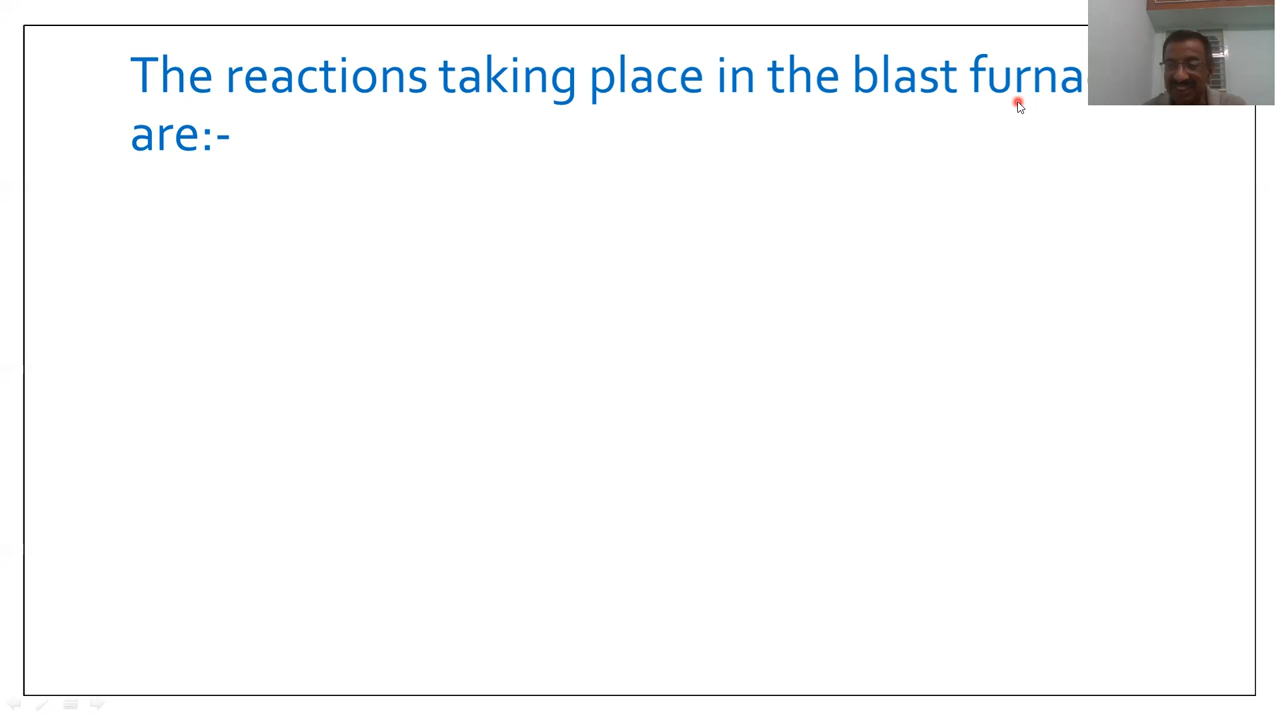 The reactions taking place in the blast furna
are:-